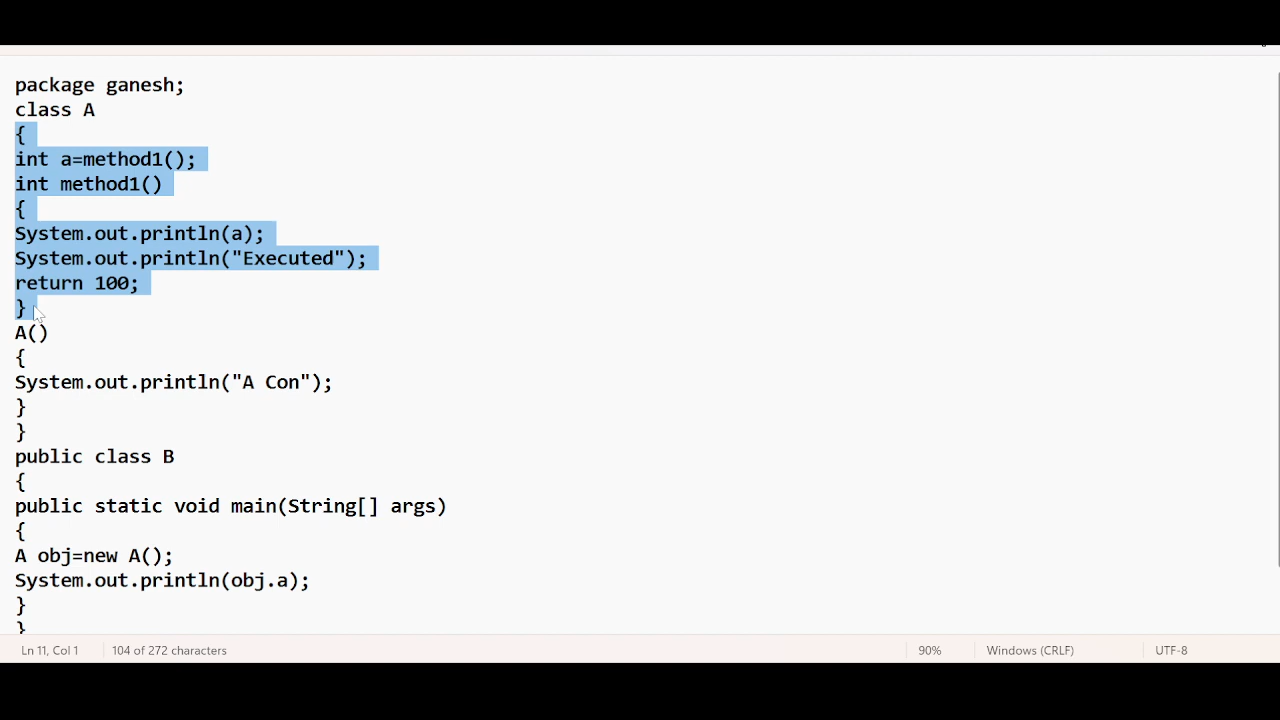 package ganesh;
class A
{
int a=method1();
int method1()
{
System.out.println(a);
System.out.println("Executed");
return 100;
}
A()
{
System.out.println("A Con");
}
}
public class B
{
public static void main(String[] args)
{
A obj=new A();
System.out.println(obj.a);
}
}
Ln 11, Col 1 104 of 272 characters 90% Windows (CRLF) UTF-8